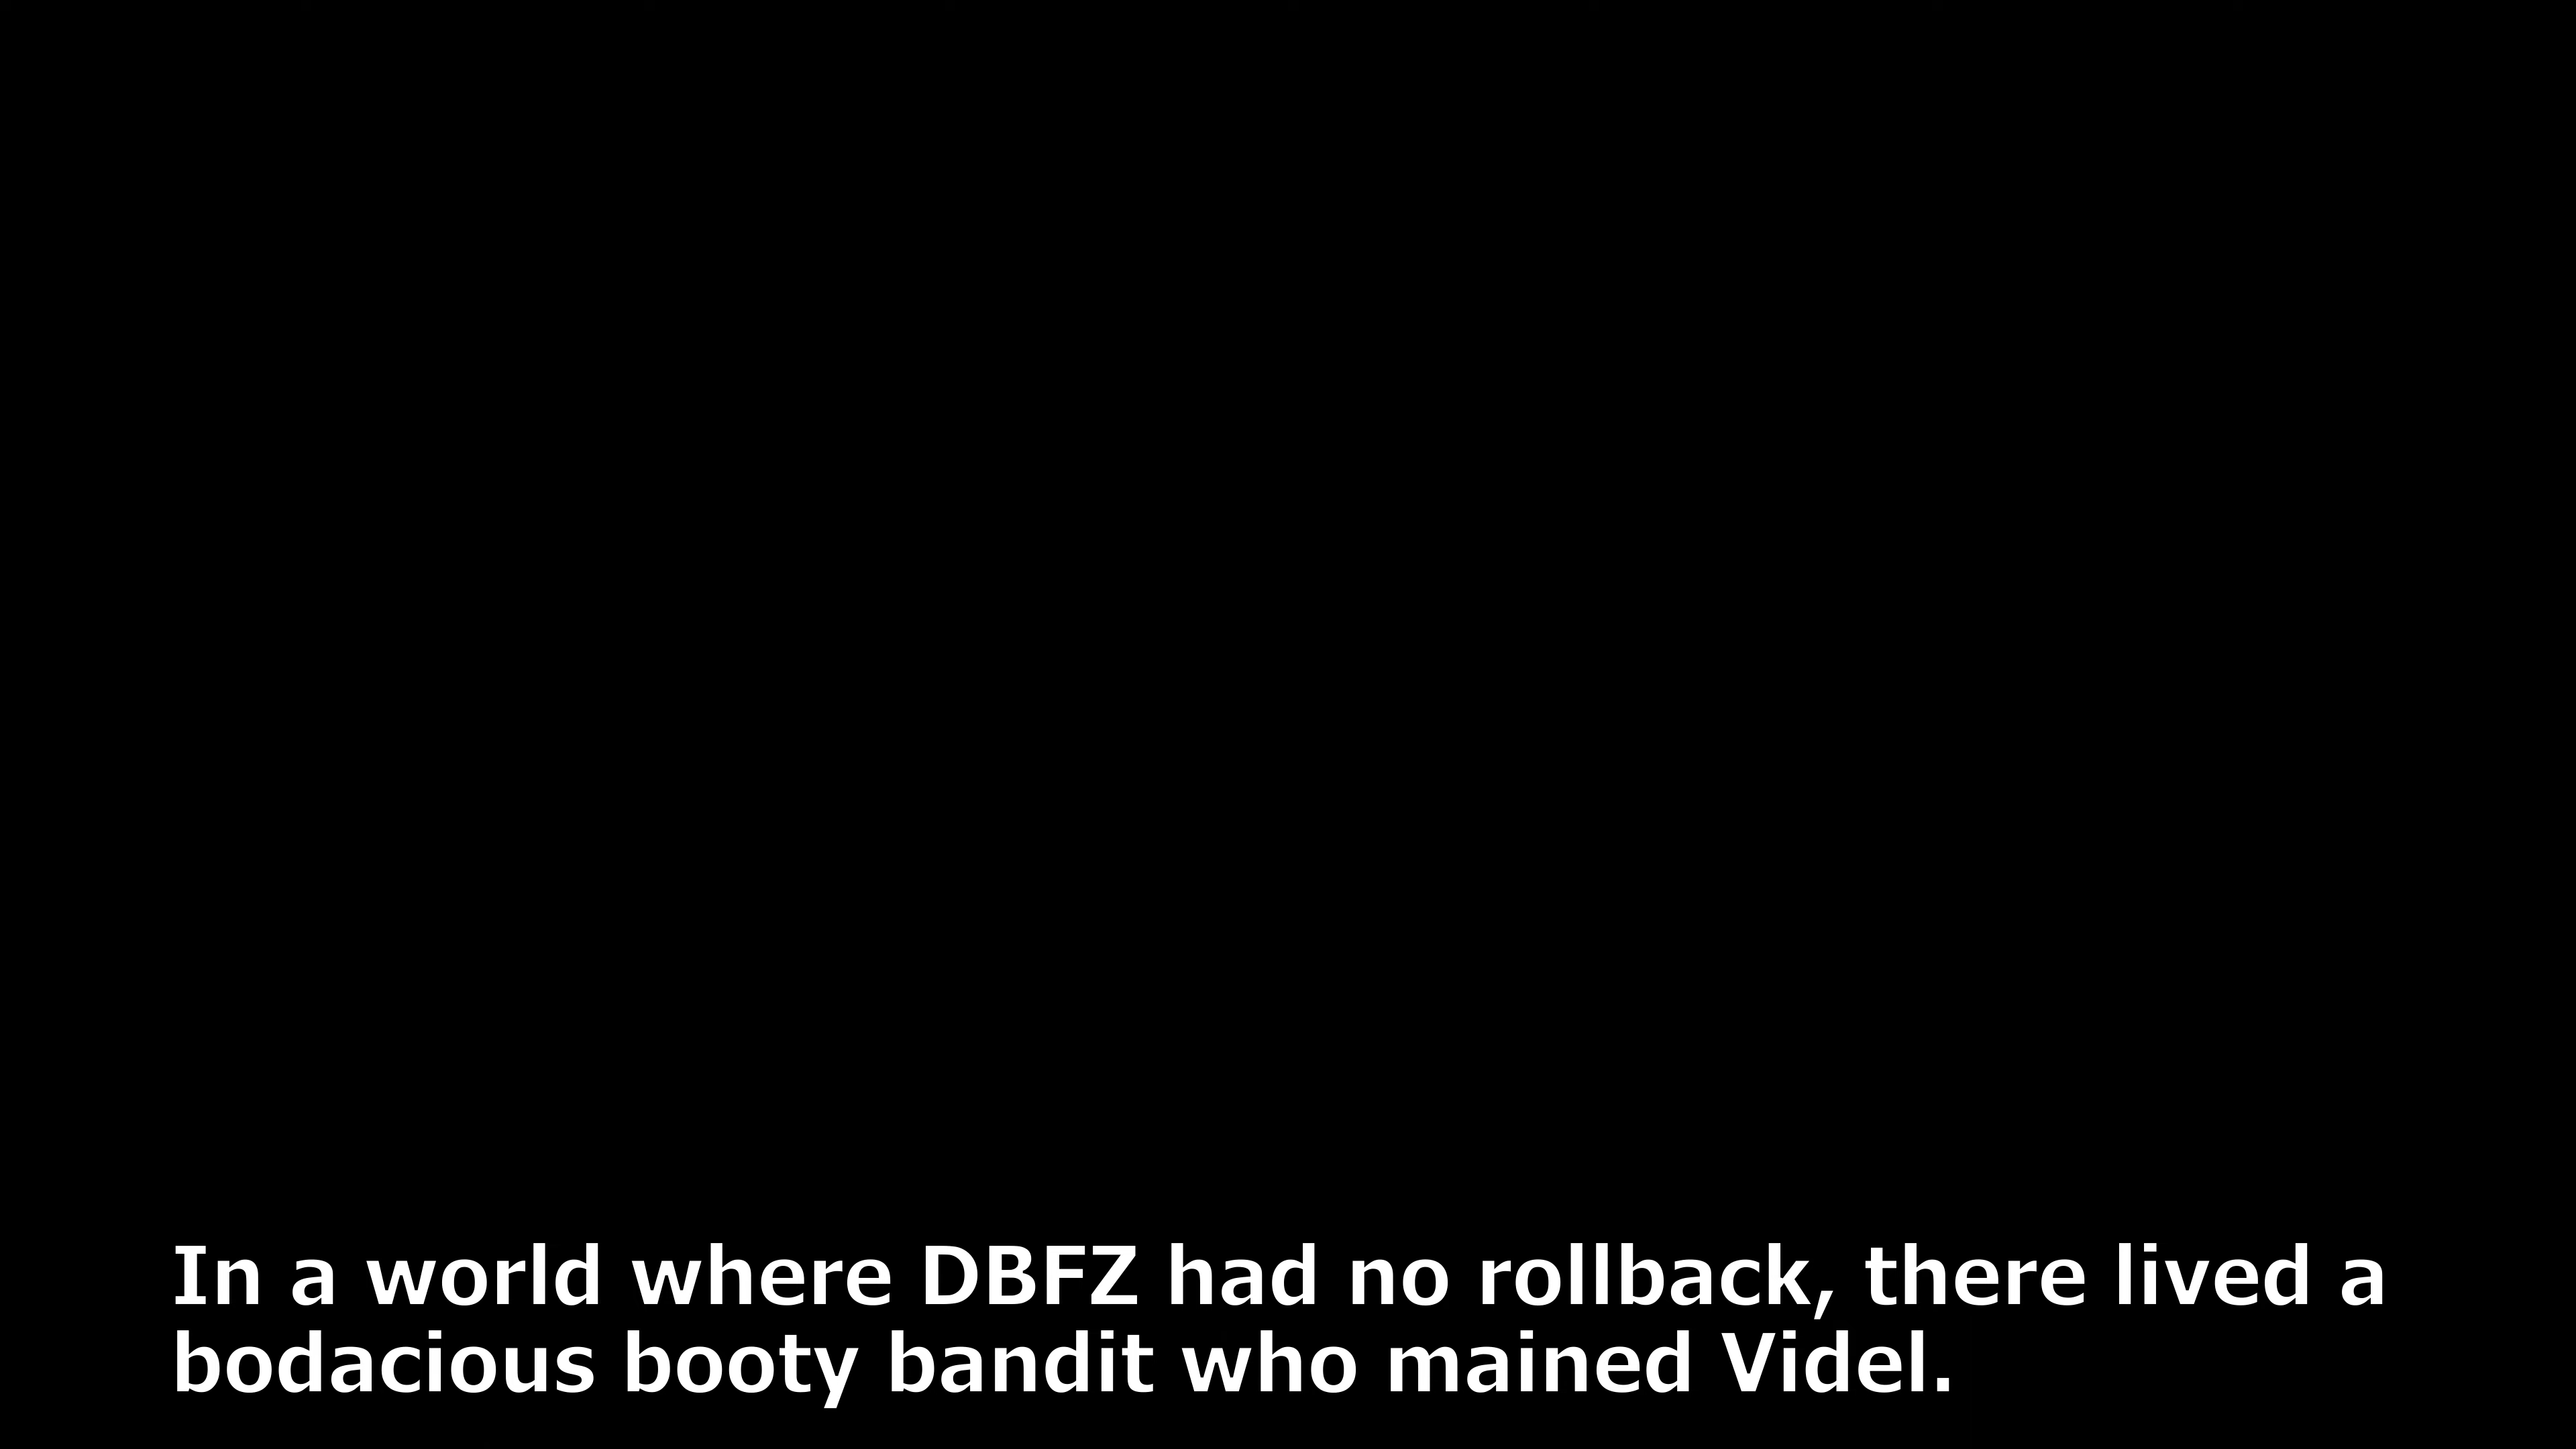 In a world where DBFZ had no rollback, there lived a
bodacious booty bandit who mained Videl.